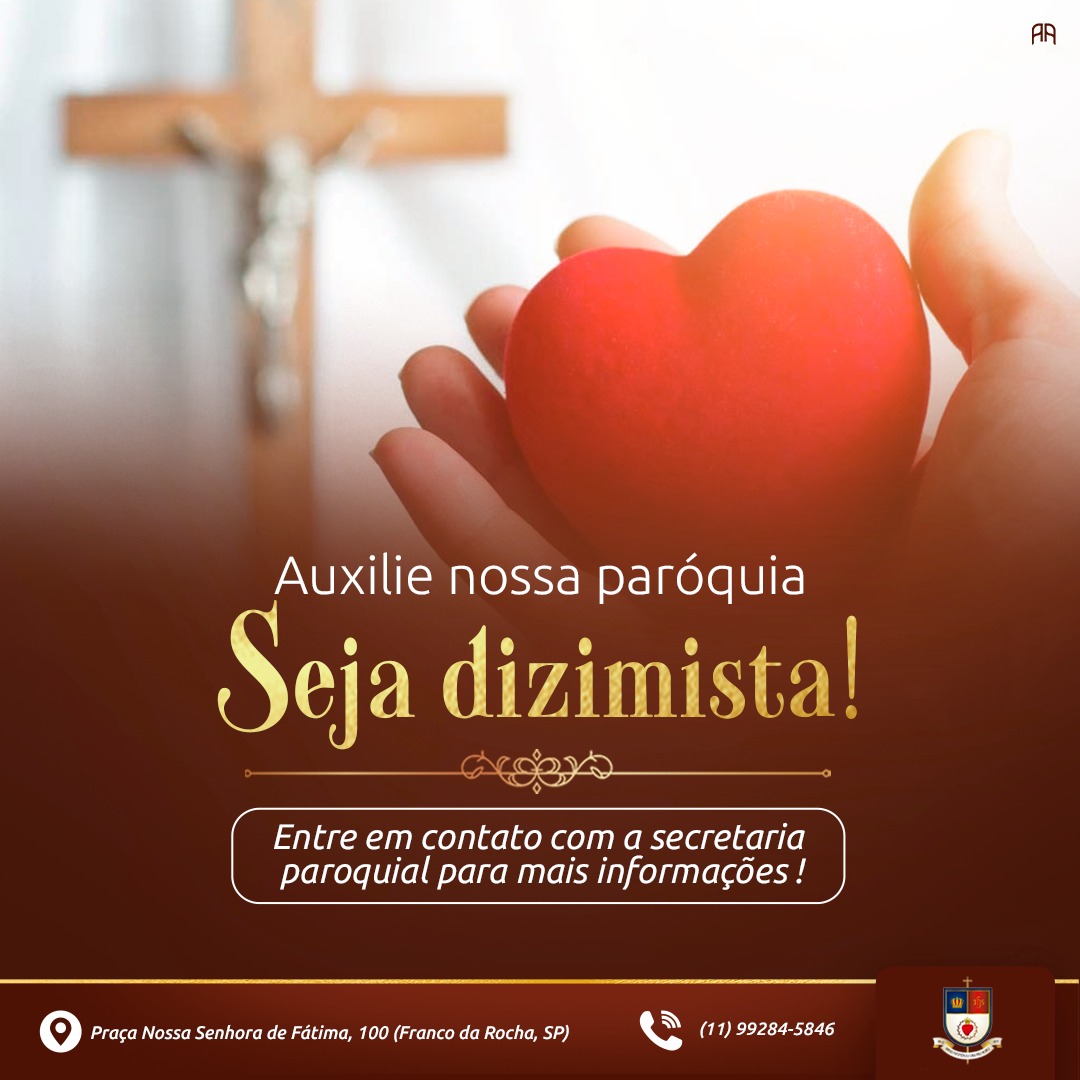 AA
Auxilie nossa paróquia
Seja dizimista!
Entre em contato com a secretaria
paroquial para mais informações !
Praça Nossa Senhora de Fátima, 100 (Franco da Rocha, SP)
(11) 99284-5846